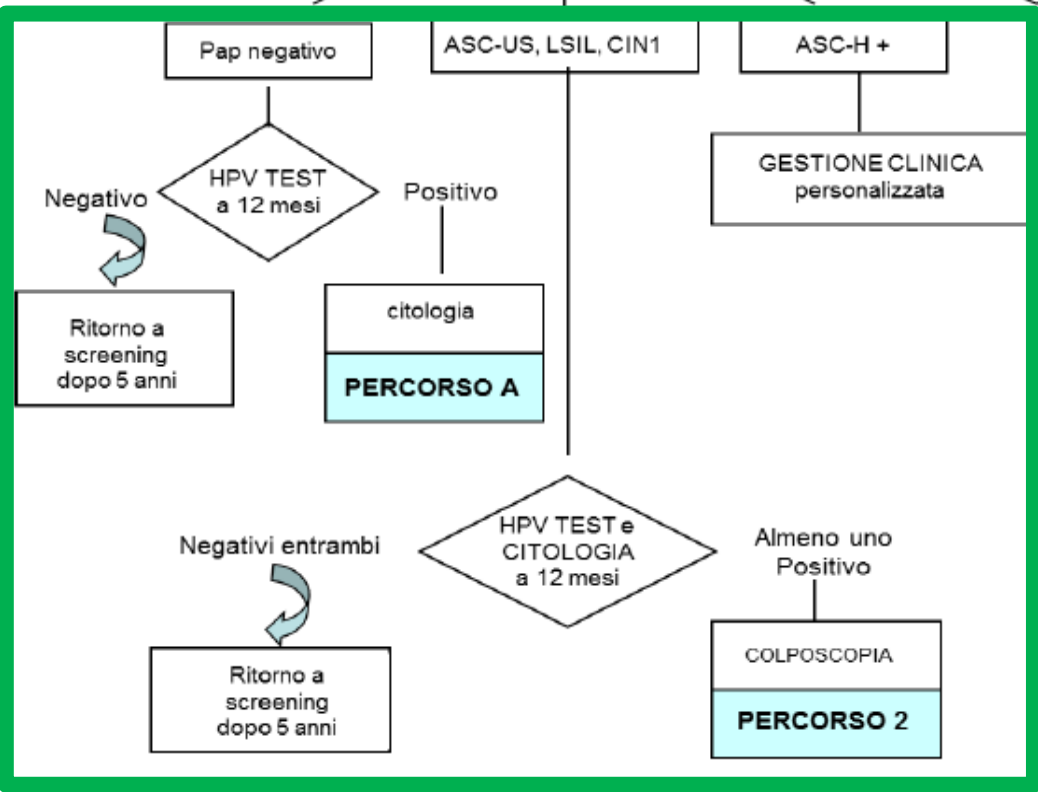 Pap negativo
ASC-US, LSIL, CIN1
ASC-H +
HPV TEST
a 12 mesi
Negativo
Positivo
GESTIONE CLINICA
personalizzata
Ritorno a
screening
dopo 5 anni
citologia
PERCORSO A
HPV TEST e
CITOLOGIA
a 12 mesi
Negativi entrambi
Almeno uno
Positivo
Ritorno a
screening
dopo 5 anni
COLPOSCOPIA
PERCORSO 2